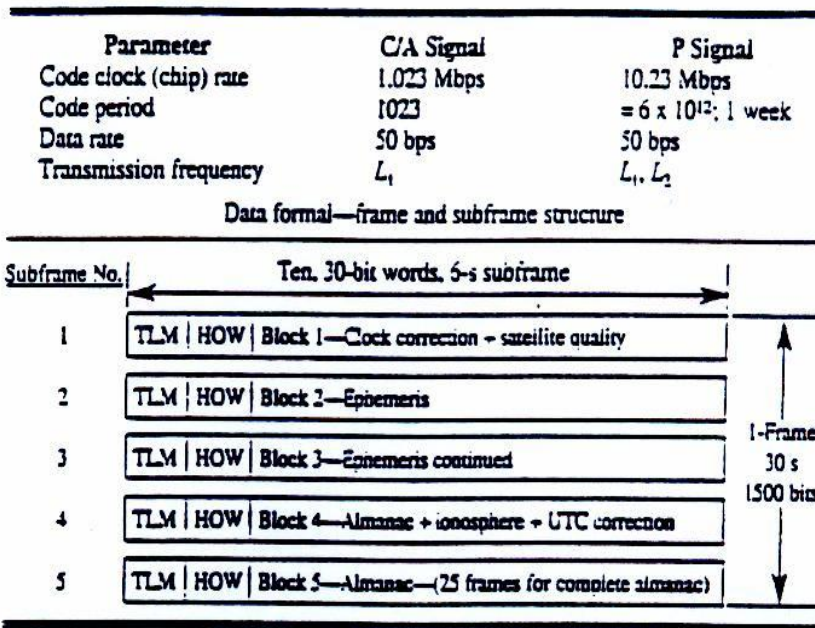 Parameter C/A Signal P Signal
Code clock (chip) rate 1.023 Mbps 10.23 Mbps
Code period 1023 = 6 x 10¹²; 1 week
Data rate 50 bps 50 bps
Transmission frequency L₁ L₁, L₂
Data formal—frame and subframe structure
Subframe No. Ten, 30-bit words, 6-s subframe
1 TLM HOW Block 1—Clock correction + satellite quality
2 TLM HOW Block 2—Ephemeris
3 TLM HOW Block 3—Ephemeris continued
4 TLM HOW Block 4—Almanac + ionosphere + UTC correction
5 TLM HOW Block 5—Almanac—(25 frames for complete almanac)
1-Frame
30 s
1500 bits